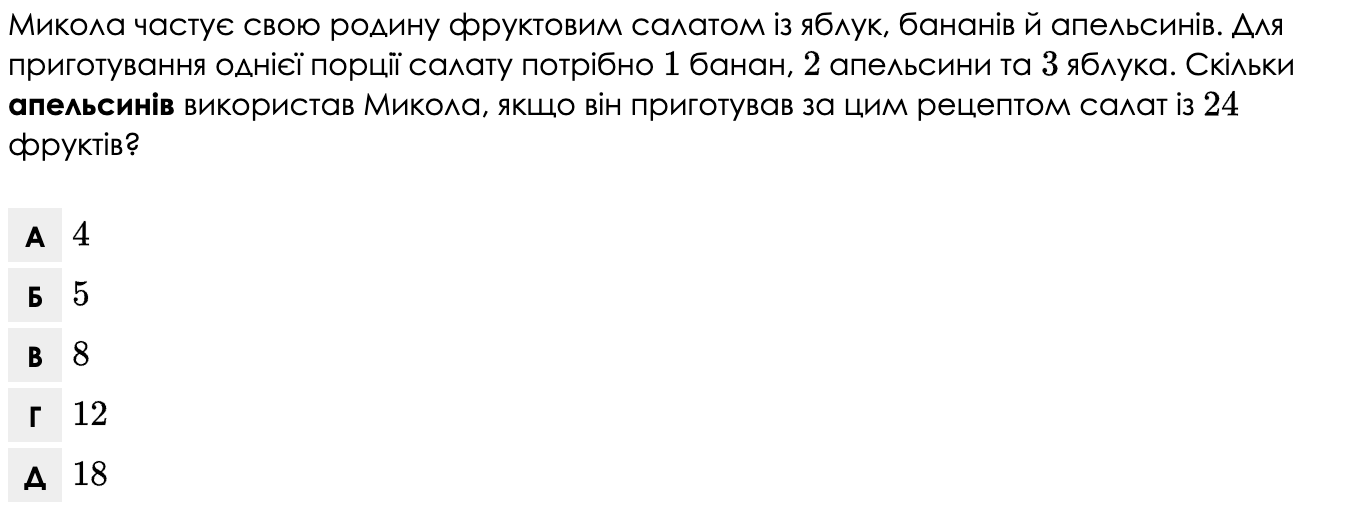 Микола частує свою родину фруктовим салатом із яблук, бананів й апельсинів. Для
приготування однієї порції салату потрібно 1 банан, 2 апельсини та 3 яблука. Скільки
апельсинів використав Микола, якщо він приготував за цим рецептом салат із 24
фруктів?
А 4
Б 5
В 8
Г 12
Д 18